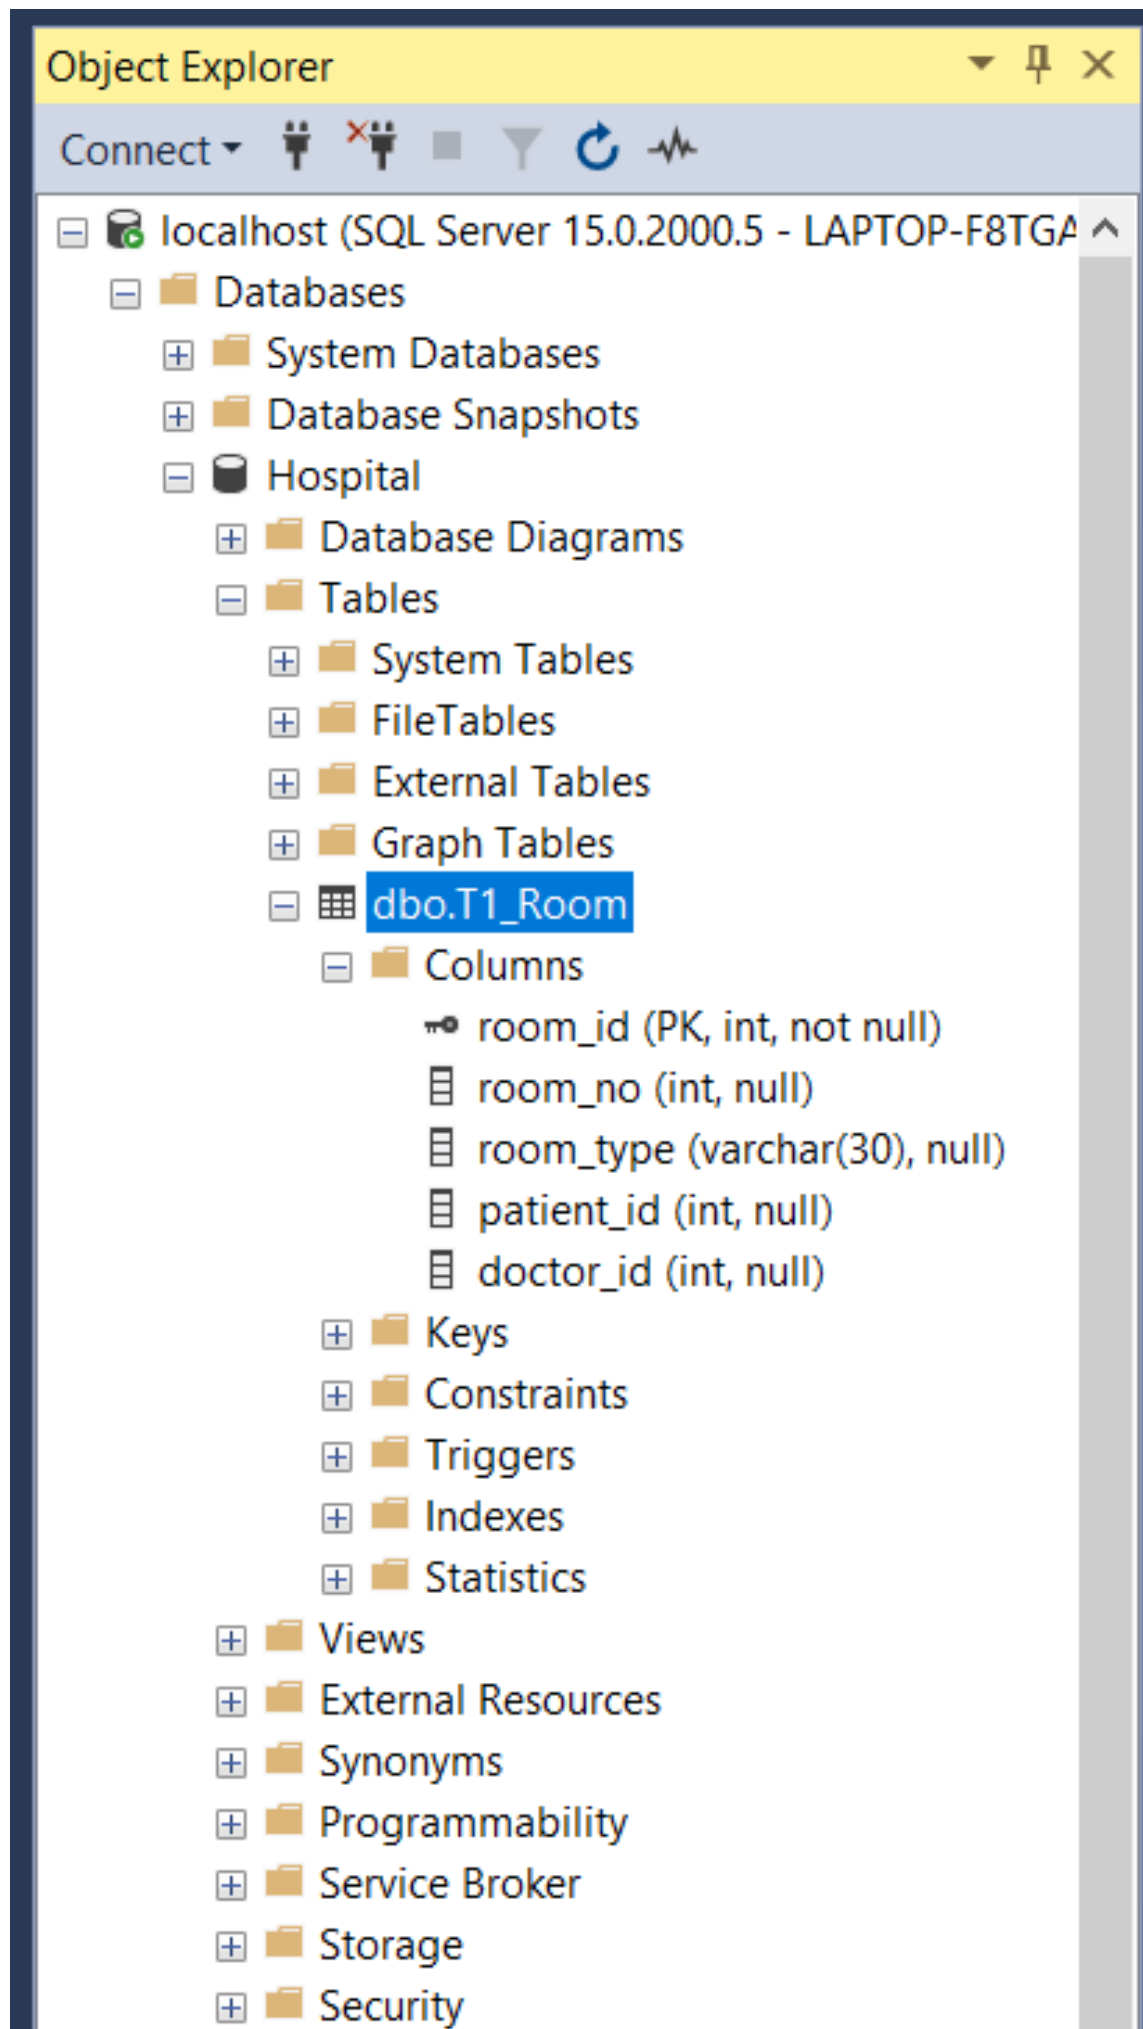 Object Explorer
Connect
localhost (SQL Server 15.0.2000.5 - LAPTOP-F8TGA
Databases
System Databases
Database Snapshots
Hospital
Database Diagrams
Tables
System Tables
FileTables
External Tables
Graph Tables
dbo.T1_Room
Columns
room_id (PK, int, not null)
room_no (int, null)
room_type (varchar(30), null)
patient_id (int, null)
doctor_id (int, null)
Keys
Constraints
Triggers
Indexes
Statistics
Views
External Resources
Synonyms
Programmability
Service Broker
Storage
Security